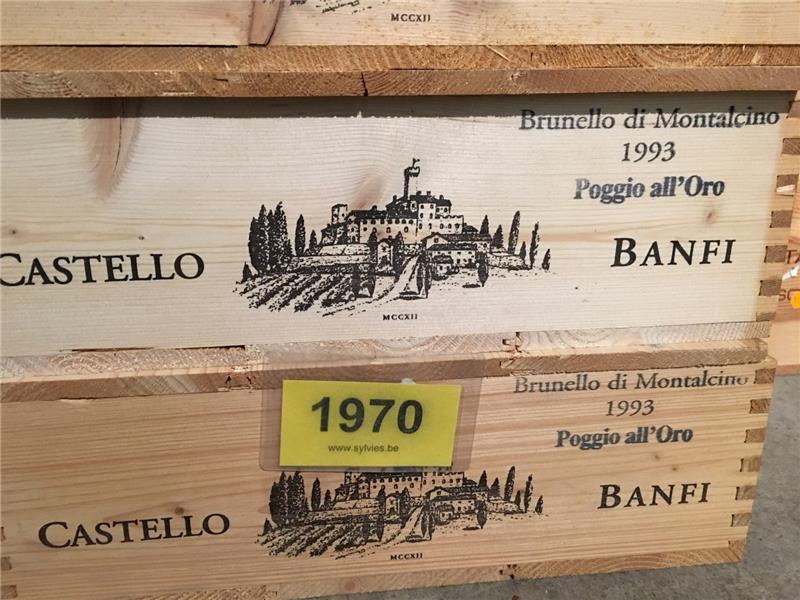 MCCXII
Brunello di Montalcino
1993
Poggio all'Oro
CASTELLO
BANFI
MCCXII
Brunello di Montalcino
1993
Poggio all'Oro
1970
www.sylvies.be
CASTELLO
BANFI
MCCXII